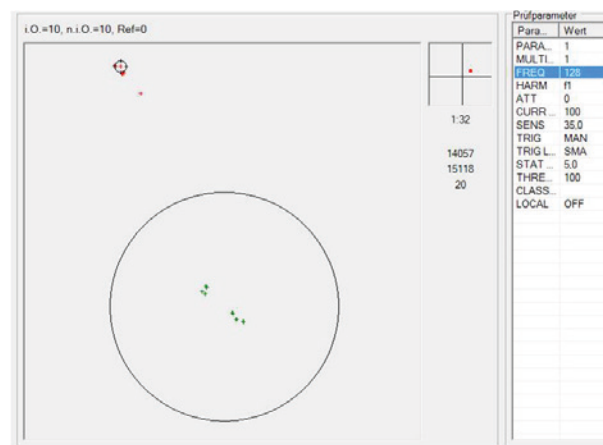 i.O.=10, n.i.O.=10, Ref=0
1:32
14057
15118
20
Prüfparameter
Para... Wert
PARA... 1
MULTI... 1
FREQ 128
HARM f1
ATT 0
CURR... 100
SENS 35,0
TRIG MAN
TRIG L... SMA
STAT... 5,0
THRE... 100
CLASS...
LOCAL OFF